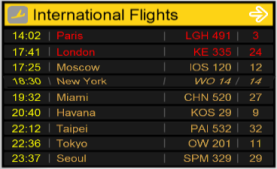 International Flights
14:02 | Paris | LGH 491 | 3
17:41 | London | KE 335 | 24
17:25 | Moscow | IOS 120 | 12
18:30 \ New York / WO 14 / 14
19:32 | Miami | CHN 520 | 27
20:40 | Havana | KOS 29 | 9
22:12 | Taipei | PAI 532 | 32
22:36 | Tokyo | OW 201 | 11
23:37 | Seoul | SPM 329 | 29